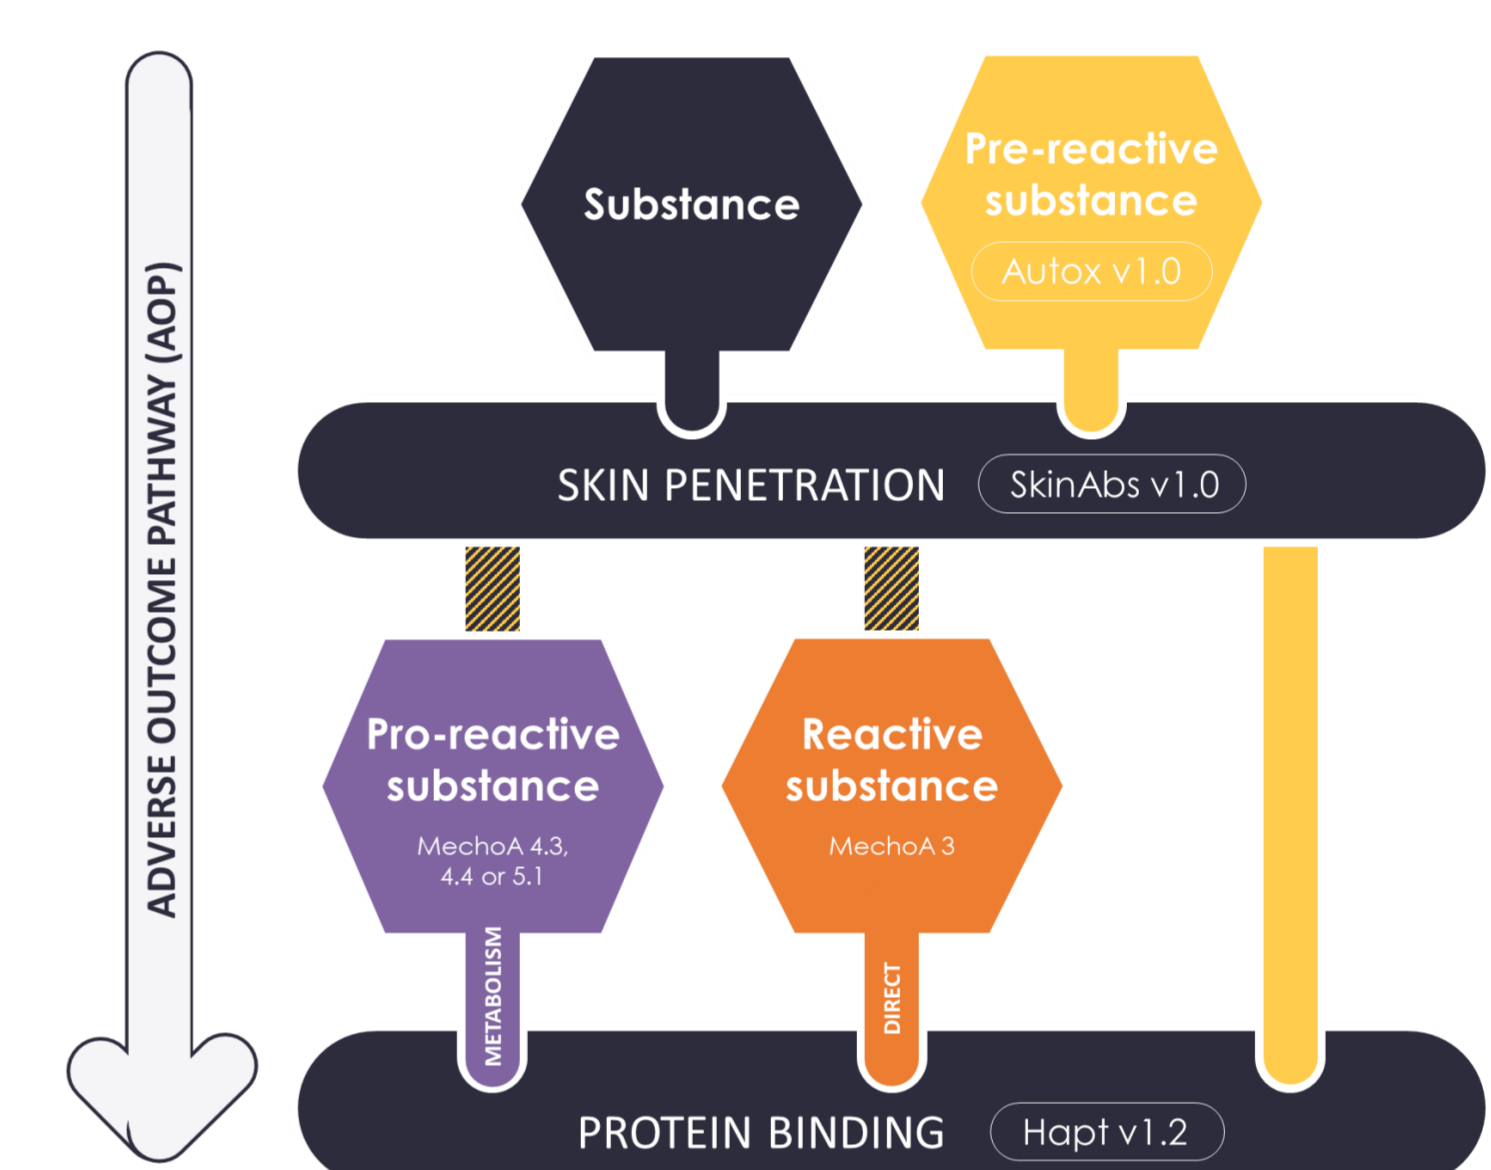 ADVERSE OUTCOME PATHWAY (AOP)
Substance
Pre-reactive
substance
Autox v1.0
SKIN PENETRATION
SkinAbs v1.0
Pro-reactive
substance
MechoA 4.3,
4.4 or 5.1
METABOLISM
Reactive
substance
MechoA 3
DIRECT
PROTEIN BINDING
Hapt v1.2